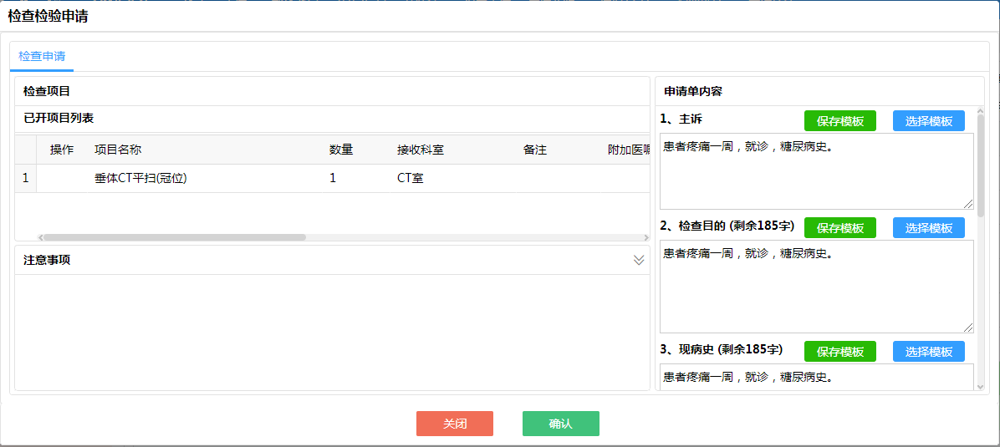 检查检验申请
检查申请
检查项目
已开项目列表
操作 项目名称 数量 接收科室 备注 附加医嘱
1 垂体CT平扫(冠位) 1 CT室
注意事项
申请单内容
1、主诉 保存模板 选择模板
患者疼痛一周，就诊，糖尿病史。
2、检查目的 (剩余185字) 保存模板 选择模板
患者疼痛一周，就诊，糖尿病史。
3、现病史 (剩余185字) 保存模板 选择模板
患者疼痛一周，就诊，糖尿病史。
关闭 确认